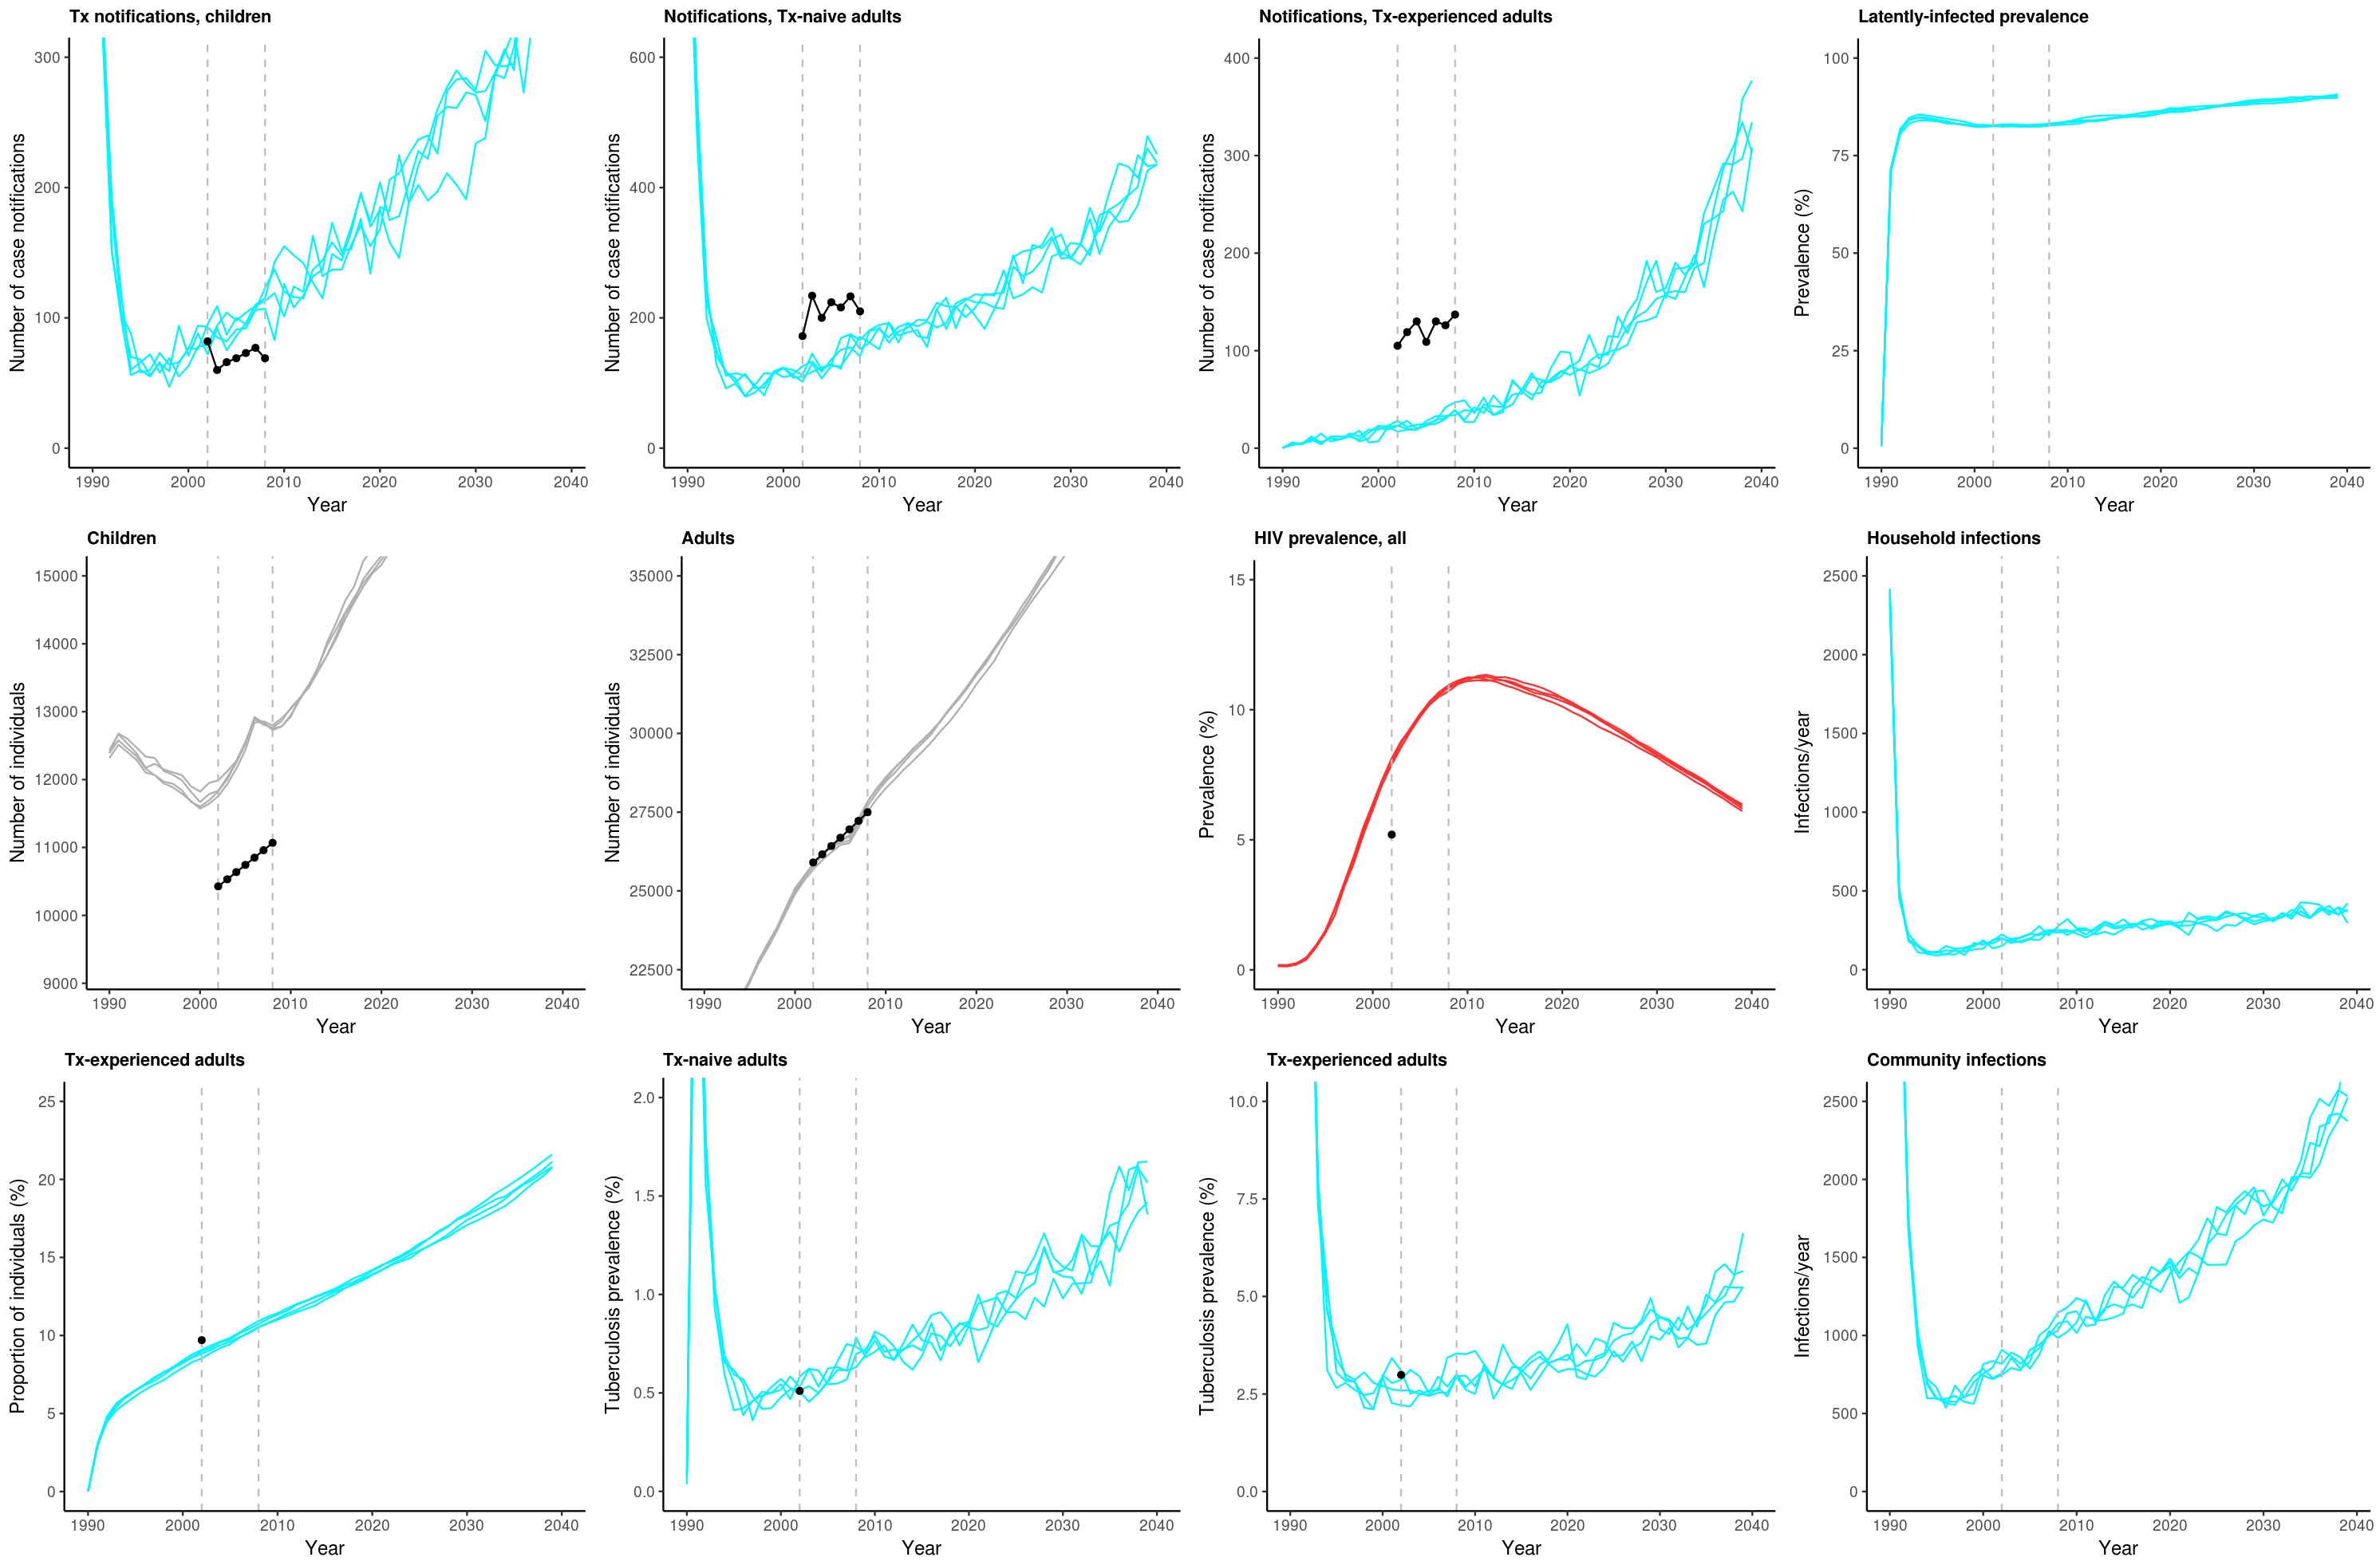 Tx notifications, children
Number of case notifications
300
200
100
0
1990 2000 2010 2020 2030 2040
Year
Notifications, Tx-naive adults
Number of case notifications
600
400
200
0
1990 2000 2010 2020 2030 2040
Year
Notifications, Tx-experienced adults
Number of case notifications
400
300
200
100
0
1990 2000 2010 2020 2030 2040
Year
Latently-infected prevalence
Prevalence (%)
100
75
50
25
0
1990 2000 2010 2020 2030 2040
Year
Children
Number of individuals
15000
14000
13000
12000
11000
10000
9000
1990 2000 2010 2020 2030 2040
Year
Adults
Number of individuals
35000
32500
30000
27500
25000
22500
1990 2000 2010 2020 2030 2040
Year
HIV prevalence, all
Prevalence (%)
15
10
5
0
1990 2000 2010 2020 2030 2040
Year
Household infections
Infections/year
2500
2000
1500
1000
500
0
1990 2000 2010 2020 2030 2040
Year
Tx-experienced adults
Proportion of individuals (%)
25
20
15
10
5
0
1990 2000 2010 2020 2030 2040
Year
Tx-naive adults
Tuberculosis prevalence (%)
2.0
1.5
1.0
0.5
0.0
1990 2000 2010 2020 2030 2040
Year
Tx-experienced adults
Tuberculosis prevalence (%)
10.0
7.5
5.0
2.5
0.0
1990 2000 2010 2020 2030 2040
Year
Community infections
Infections/year
2500
2000
1500
1000
500
0
1990 2000 2010 2020 2030 2040
Year